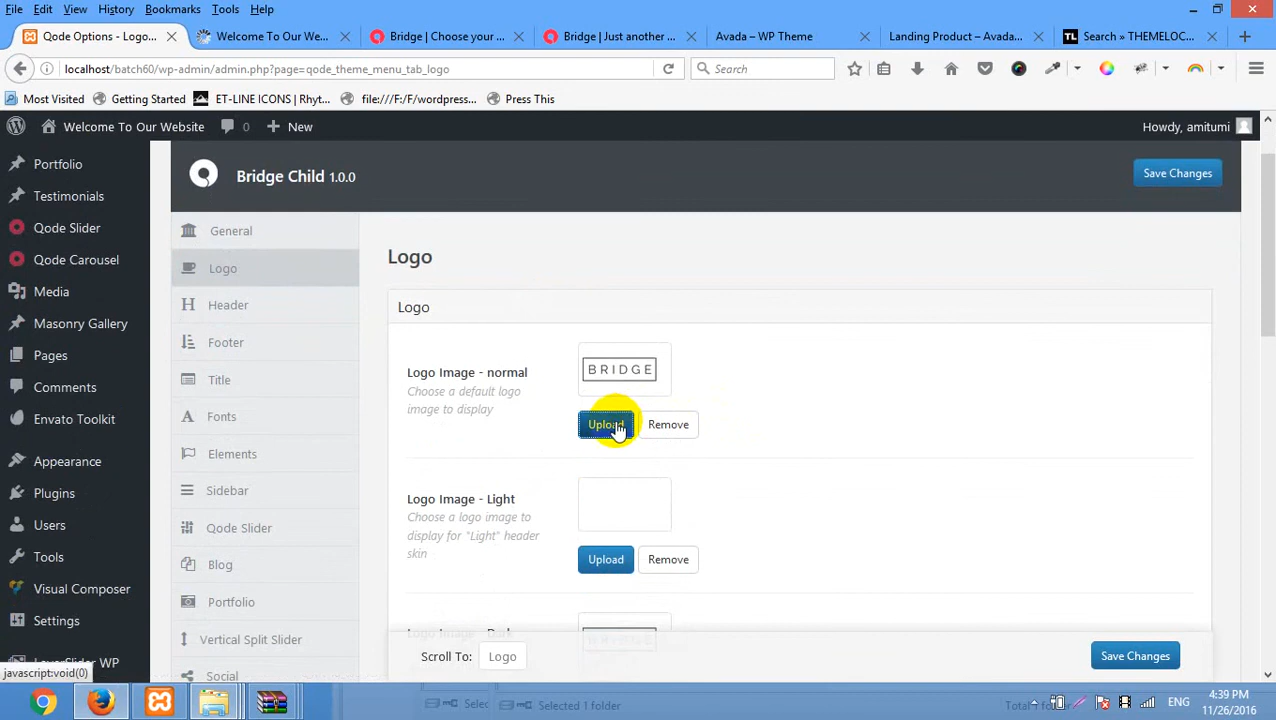 File Edit View History Bookmarks Tools Help
Qode Options - Logo... Welcome To Our We... Bridge | Choose your ... Bridge | Just another ... Avada – WP Theme Landing Product – Avada... Search » THEMELOC...
localhost/batch60/wp-admin/admin.php?page=qode_theme_menu_tab_logo Search
Most Visited Getting Started ET-LINE ICONS | Rhyt... file:///F:/F/wordpress... Press This
Welcome To Our Website 0 New Howdy, amitumi
Portfolio
Testimonials
Qode Slider
Qode Carousel
Media
Masonry Gallery
Pages
Comments
Envato Toolkit
Appearance
Plugins
Users
Tools
Visual Composer
Settings
LayerSlider WP
javascript:void(0)
Bridge Child 1.0.0 Save Changes
General
Logo
Header
Footer
Title
Fonts
Elements
Sidebar
Qode Slider
Blog
Portfolio
Vertical Split Slider
Social
Logo
Logo
Logo Image - normal
Choose a default logo
image to display
BRIDGE
Upload Remove
Logo Image - Light
Choose a logo image to
display for "Light" header
skin
Upload Remove
Logo Image - Dark
BRIDGE
Scroll To: Logo Save Changes
Selec Selected 1 folder
ENG
4:39 PM
11/26/2016